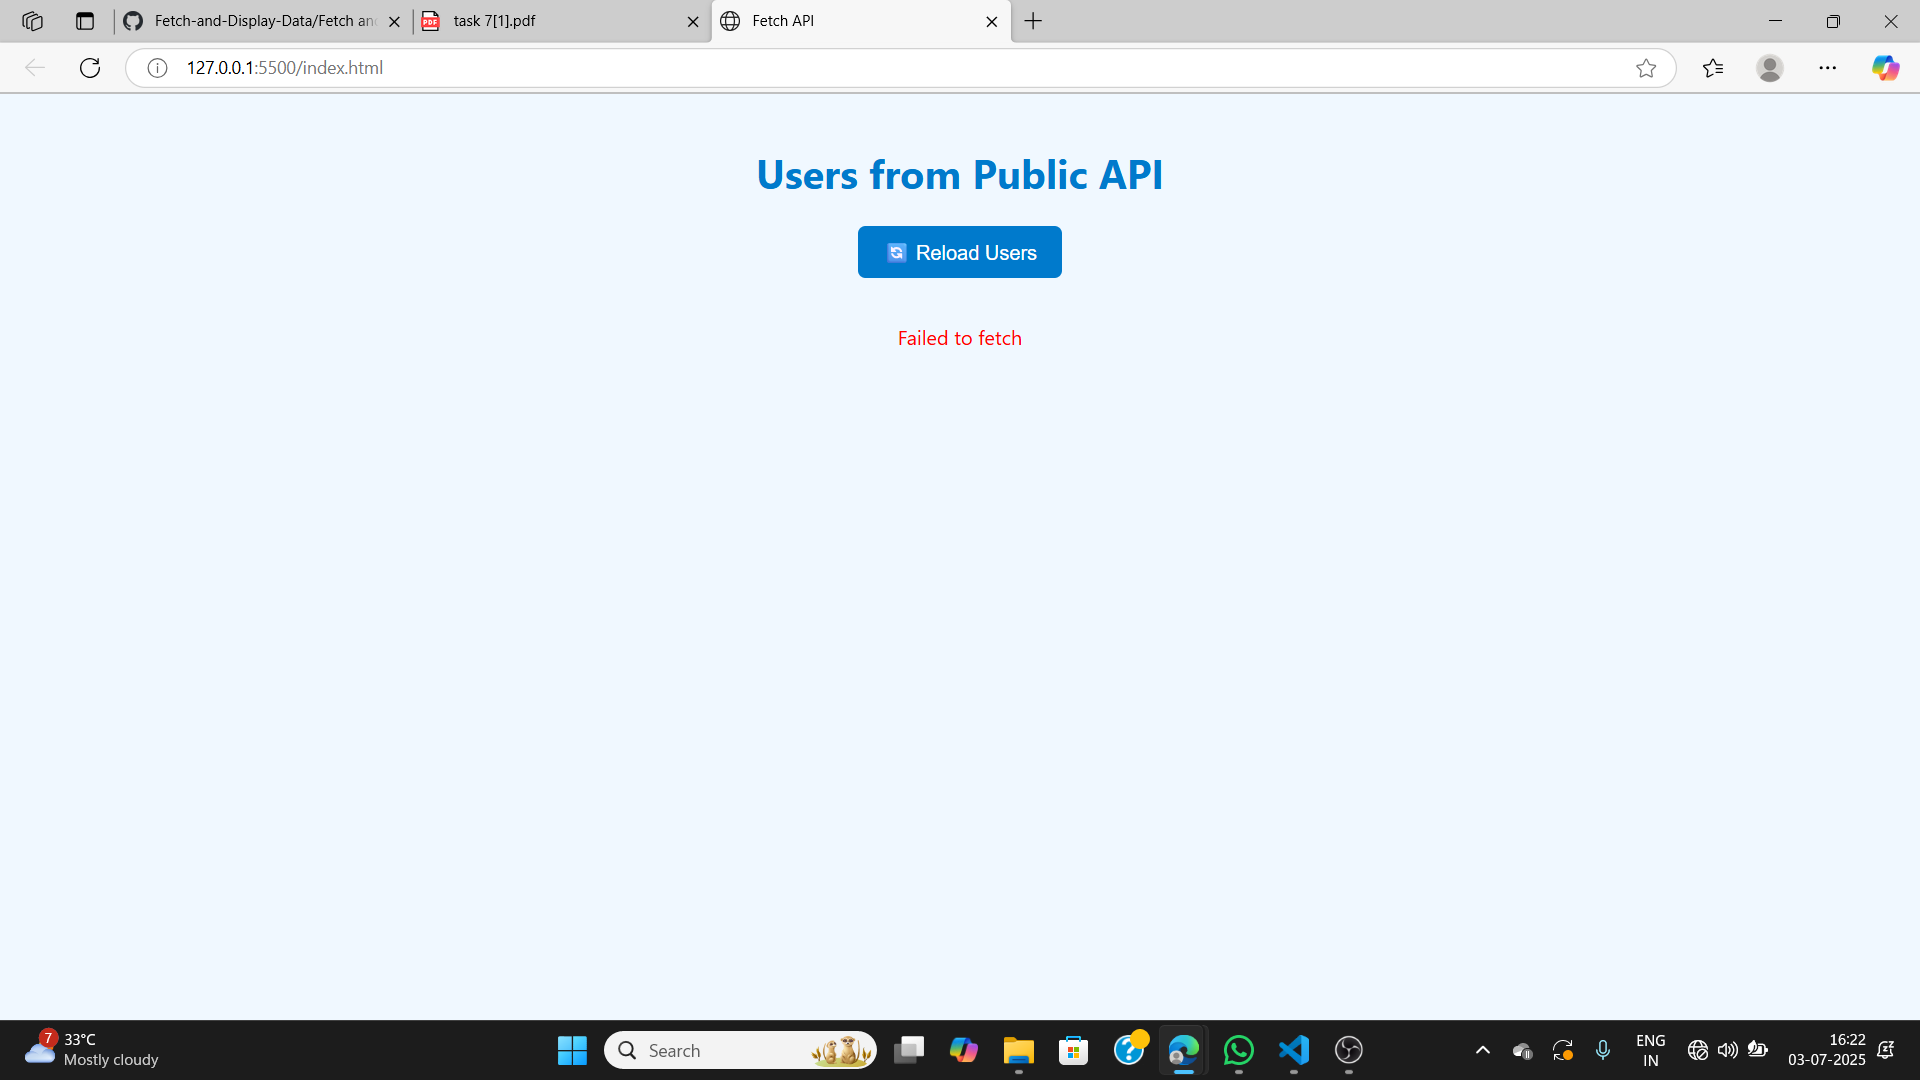 Fetch-and-Display-Data/Fetch an
task 7[1].pdf
Fetch API
127.0.0.1:5500/index.html
Users from Public API
Reload Users
Failed to fetch
7
33°C
Mostly cloudy
Search
ENG
IN
16:22
03-07-2025